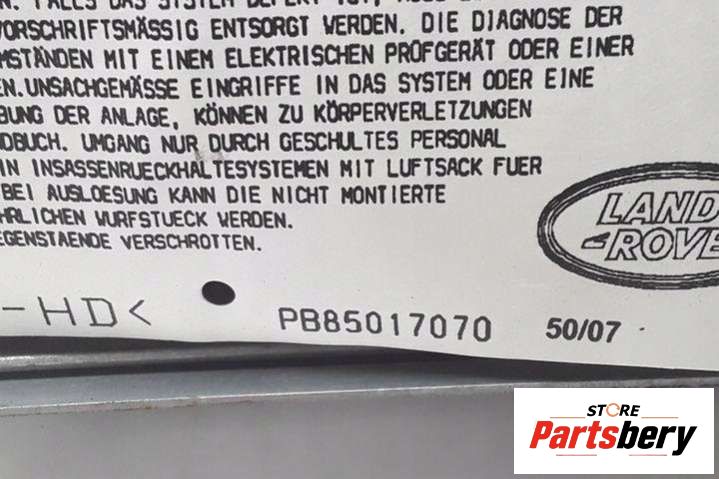 VORSCHRIFTSMÄSSIG ENTSORGT WERDEN. DIE DIAGNOSE DER
MSTÄNDEN MIT EINEM ELEKTRISCHEN PRÜFGERÄT ODER EINER
EN.UNSACHGEMÄSSE EINGRIFFE IN DAS SYSTEM ODER EINE
BUNG DER ANLAGE, KÖNNEN ZU KÖRPERVERLETZUNGEN
DBUCH. UMGANG NUR DURCH GESCHULTES PERSONAL
IN INSASSENRUECKHALTESYSTEMEN MIT LUFTSACK FUER
BEI AUSLOESUNG KANN DIE NICHT MONTIERTE
HRLICHEN WURFSTUECK WERDEN.
EGENSTAENDE VERSCHROTTEN.
LAND
ROVE
-HD<
PB85017070 50/07
STORE
Partsbery